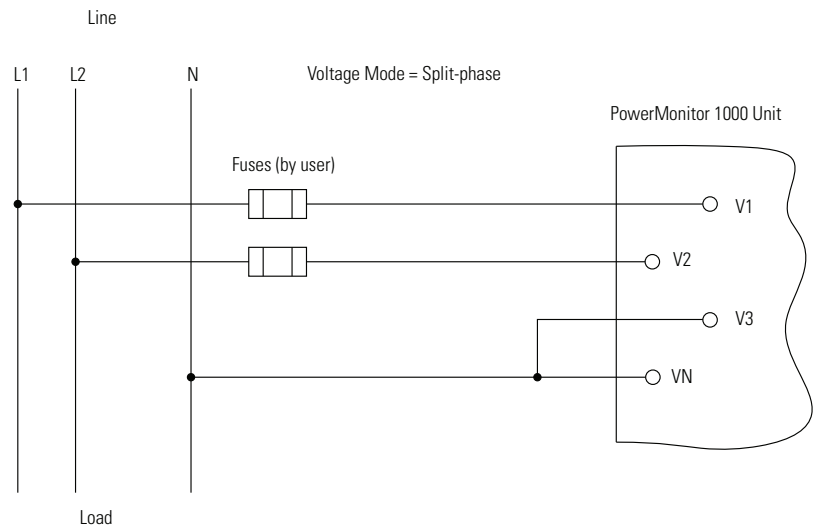 Line
L1
L2
N
Voltage Mode = Split-phase
PowerMonitor 1000 Unit
Fuses (by user)
V1
V2
V3
VN
Load